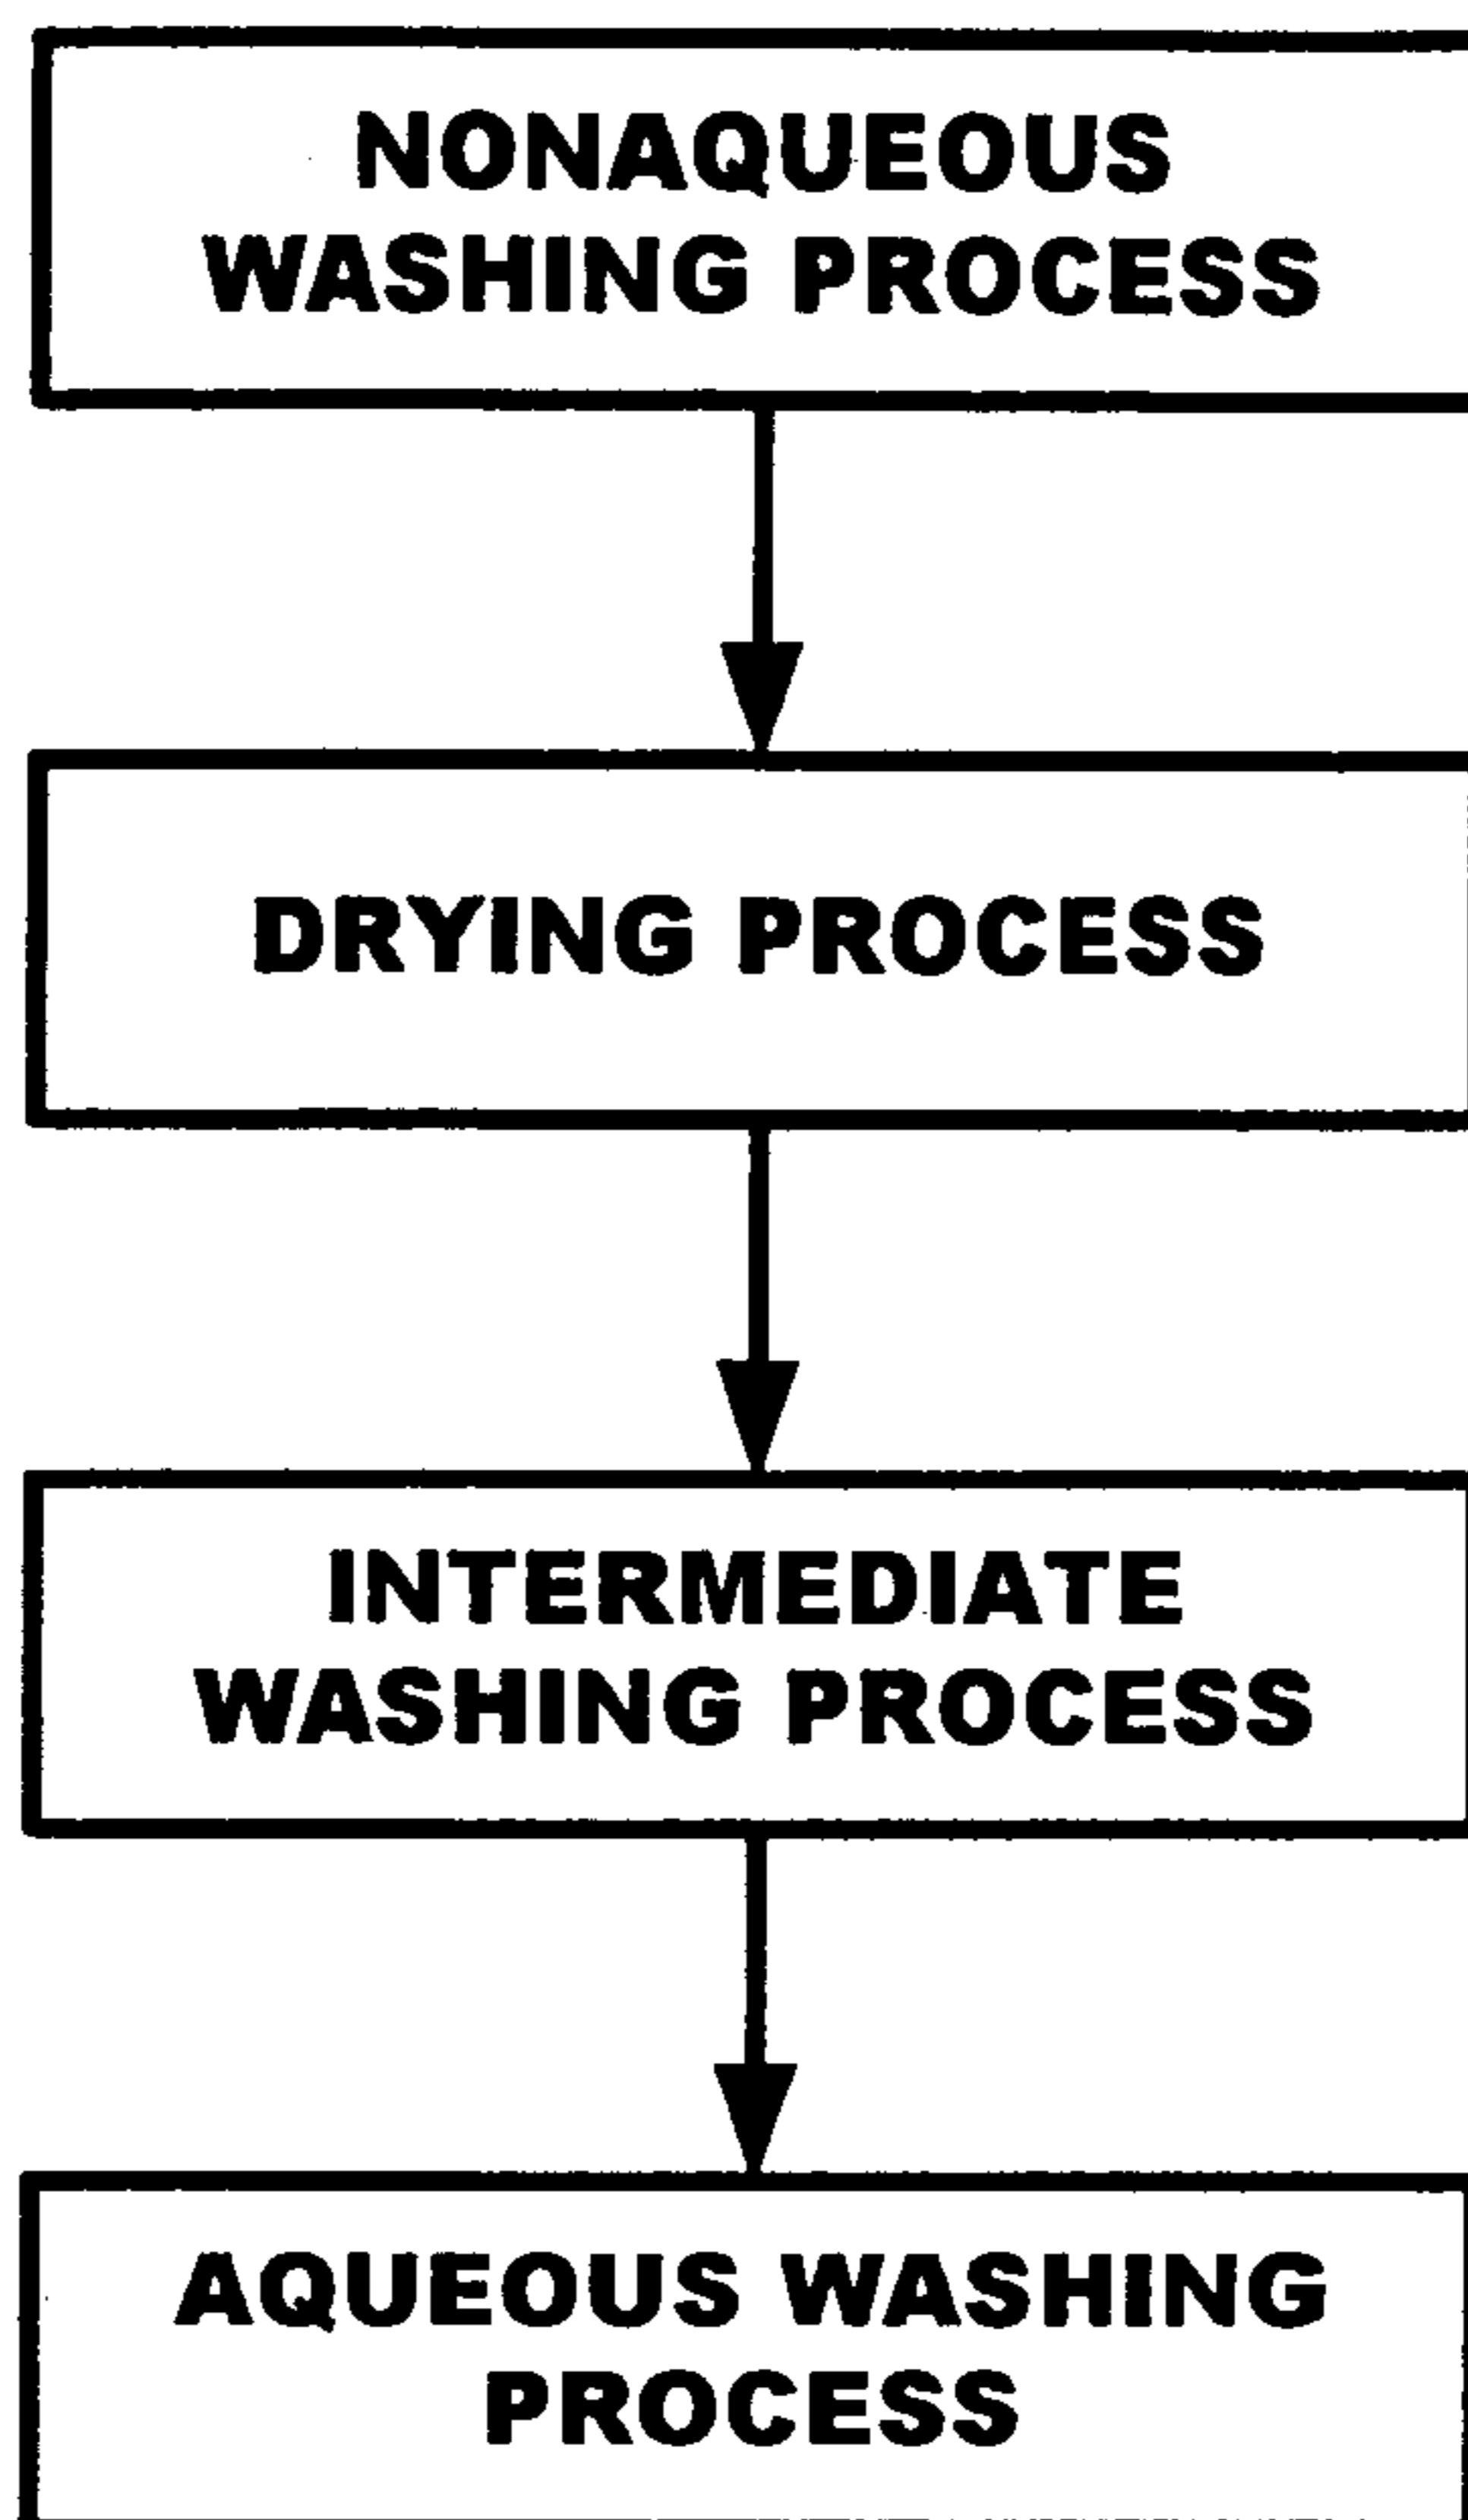 NONAQUEOUS
WASHING PROCESS
DRYING PROCESS
INTERMEDIATE
WASHING PROCESS
AQUEOUS WASHING
PROCESS